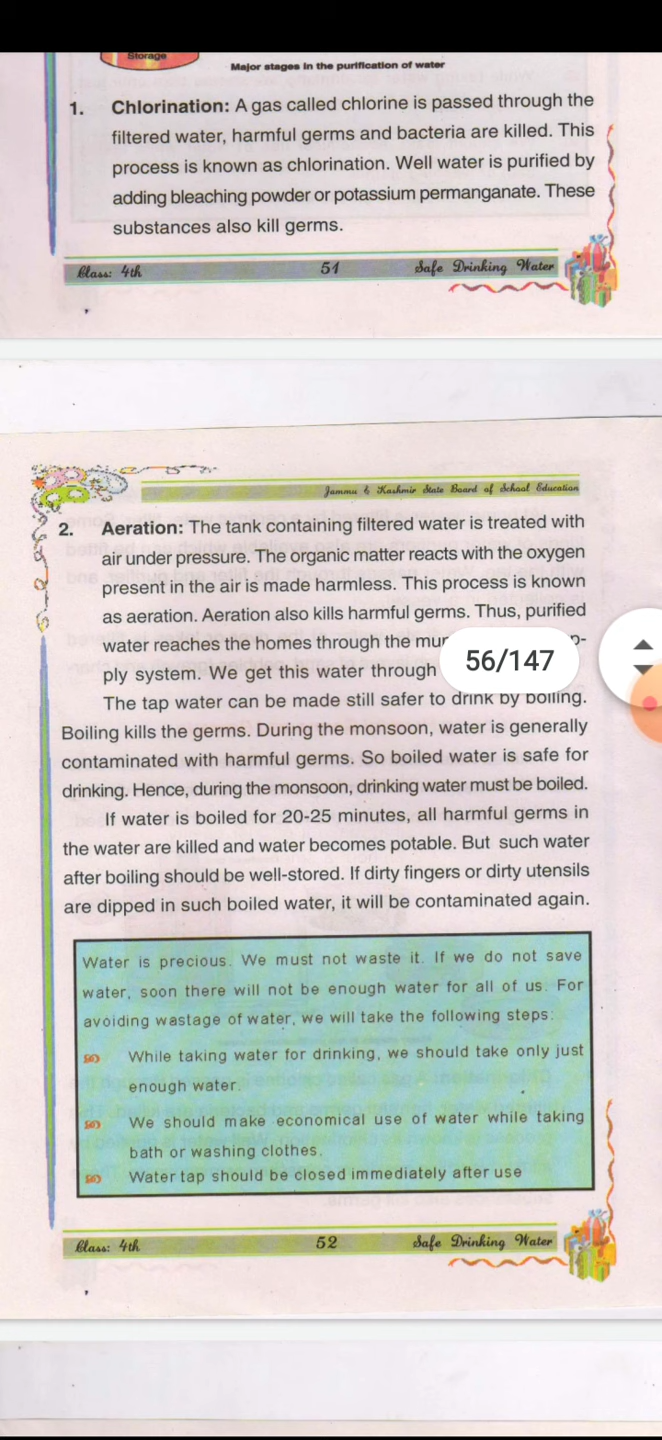 Storage
Major stages in the purification of water
1. Chlorination: A gas called chlorine is passed through the
filtered water, harmful germs and bacteria are killed. This
process is known as chlorination. Well water is purified by
adding bleaching powder or potassium permanganate. These
substances also kill germs.
Class: 4th 51 Safe Drinking Water
Jammu & Kashmir State Board of School Education
2. Aeration: The tank containing filtered water is treated with
air under pressure. The organic matter reacts with the oxygen
present in the air is made harmless. This process is known
as aeration. Aeration also kills harmful germs. Thus, purified
water reaches the homes through the
56/147
ply system. We get this water through
The tap water can be made still safer to drink by boiling.
Boiling kills the germs. During the monsoon, water is generally
contaminated with harmful germs. So boiled water is safe for
drinking. Hence, during the monsoon, drinking water must be boiled.
If water is boiled for 20-25 minutes, all harmful germs in
the water are killed and water becomes potable. But such water
after boiling should be well-stored. If dirty fingers or dirty utensils
are dipped in such boiled water, it will be contaminated again.
Water is precious. We must not waste it. If we do not save
water, soon there will not be enough water for all of us. For
avoiding wastage of water, we will take the following steps:
While taking water for drinking, we should take only just
enough water.
We should make economical use of water while taking
bath or washing clothes.
Water tap should be closed immediately after use
Class: 4th 52 Safe Drinking Water